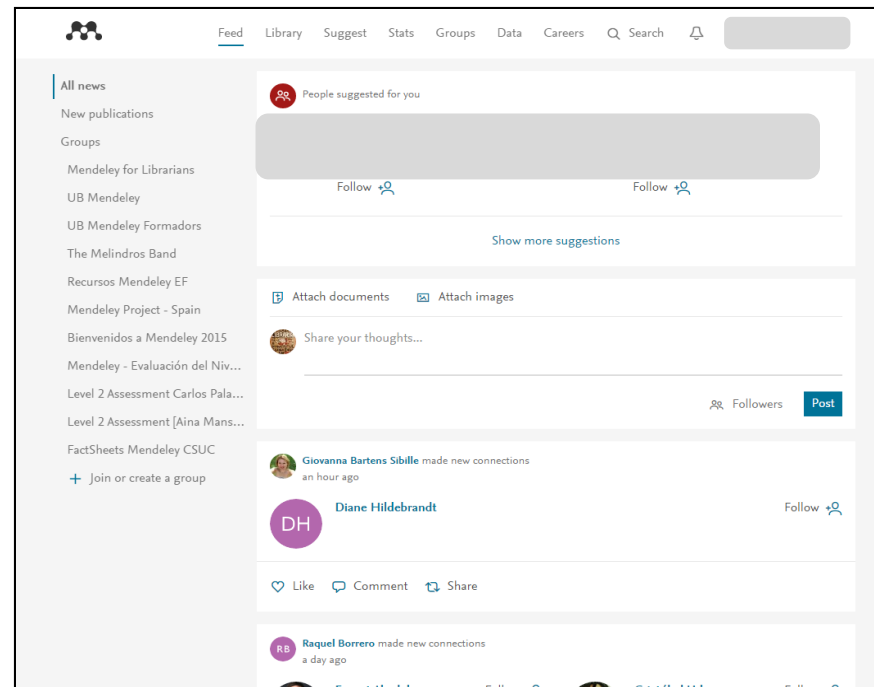 Feed Library Suggest Stats Groups Data Careers Search
All news
New publications
Groups
Mendeley for Librarians
UB Mendeley
UB Mendeley Formadors
The Melindros Band
Recursos Mendeley EF
Mendeley Project - Spain
Bienvenidos a Mendeley 2015
Mendeley - Evaluación del Niv...
Level 2 Assessment Carlos Pala...
Level 2 Assessment [Aina Mans...
FactSheets Mendeley CSUC
+ Join or create a group
People suggested for you
Follow Follow
Show more suggestions
Attach documents Attach images
Share your thoughts...
Followers Post
Giovanna Bartens Sibille made new connections
an hour ago
DH Diane Hildebrandt Follow
Like Comment Share
RB Raquel Borrero made new connections
a day ago